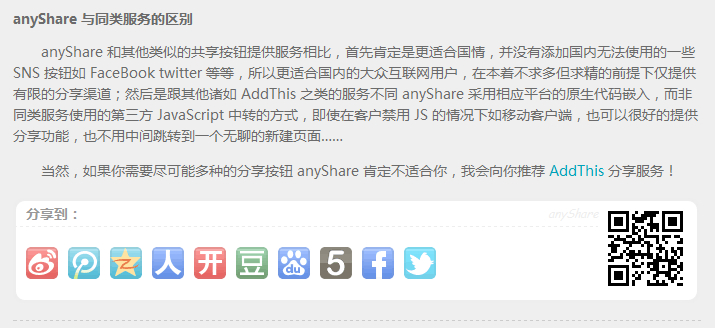 anyShare 与同类服务的区别
anyShare 和其他类似的共享按钮提供服务相比，首先肯定是更适合国情，并没有添加国内无法使用的一些
SNS 按钮如 FaceBook twitter 等等，所以更适合国内的大众互联网用户，在本着不求多但求精的前提下仅提供
有限的分享渠道；然后是跟其他诸如 AddThis 之类的服务不同 anyShare 采用相应平台的原生代码嵌入，而非
同类服务使用的第三方 JavaScript 中转的方式，即使在客户禁用 JS 的情况下如移动客户端，也可以很好的提供
分享功能，也不用中间跳转到一个无聊的新建页面......
当然，如果你需要尽可能多种的分享按钮 anyShare 肯定不适合你，我会向你推荐 AddThis 分享服务！
分享到：
anyShare
人 开 豆 du 5 f